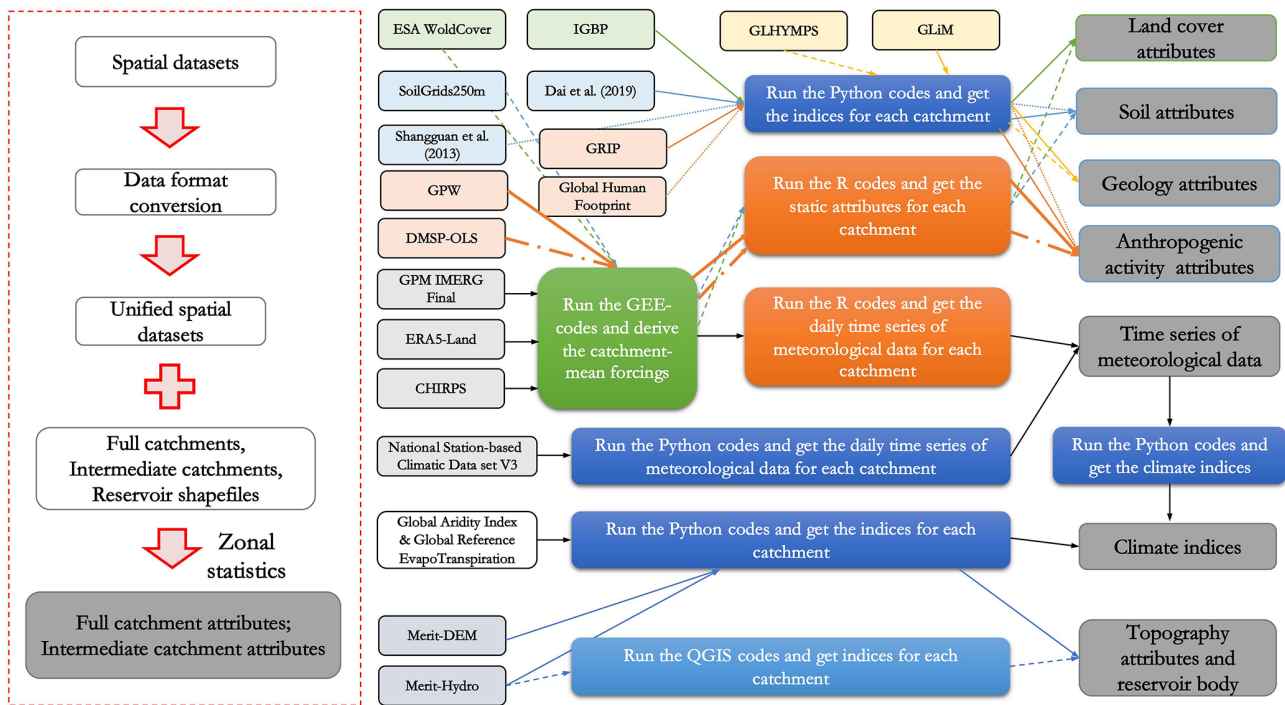 Spatial datasets
Data format
conversion
Unified spatial
datasets
Full catchments,
Intermediate catchments,
Reservoir shapefiles
Zonal
statistics
Full catchment attributes;
Intermediate catchment attributes
ESA WoldCover
IGBP
GLHYMPS
GLiM
SoilGrids250m
Dai et al. (2019)
Shangguan et al.
(2013)
GRIP
GPW
Global Human
Footprint
DMSP-OLS
GPM IMERG
Final
ERA5-Land
CHIRPS
National Station-based
Climatic Data set V3
Global Aridity Index
& Global Reference
EvapoTranspiration
Merit-DEM
Merit-Hydro
Run the GEE-
codes and derive
the catchment-
mean forcings
Run the Python codes and get
the indices for each catchment
Run the R codes and get the
static attributes for each
catchment
Run the R codes and get the
daily time series of
meteorological data for each
catchment
Run the Python codes and get the daily time series of
meteorological data for each catchment
Run the Python codes and get the indices for each
catchment
Run the QGIS codes and get indices for each
catchment
Land cover
attributes
Soil attributes
Geology attributes
Anthropogenic
activity attributes
Time series of
meteorological data
Run the Python codes and
get the climate indices
Climate indices
Topography
attributes and
reservoir body